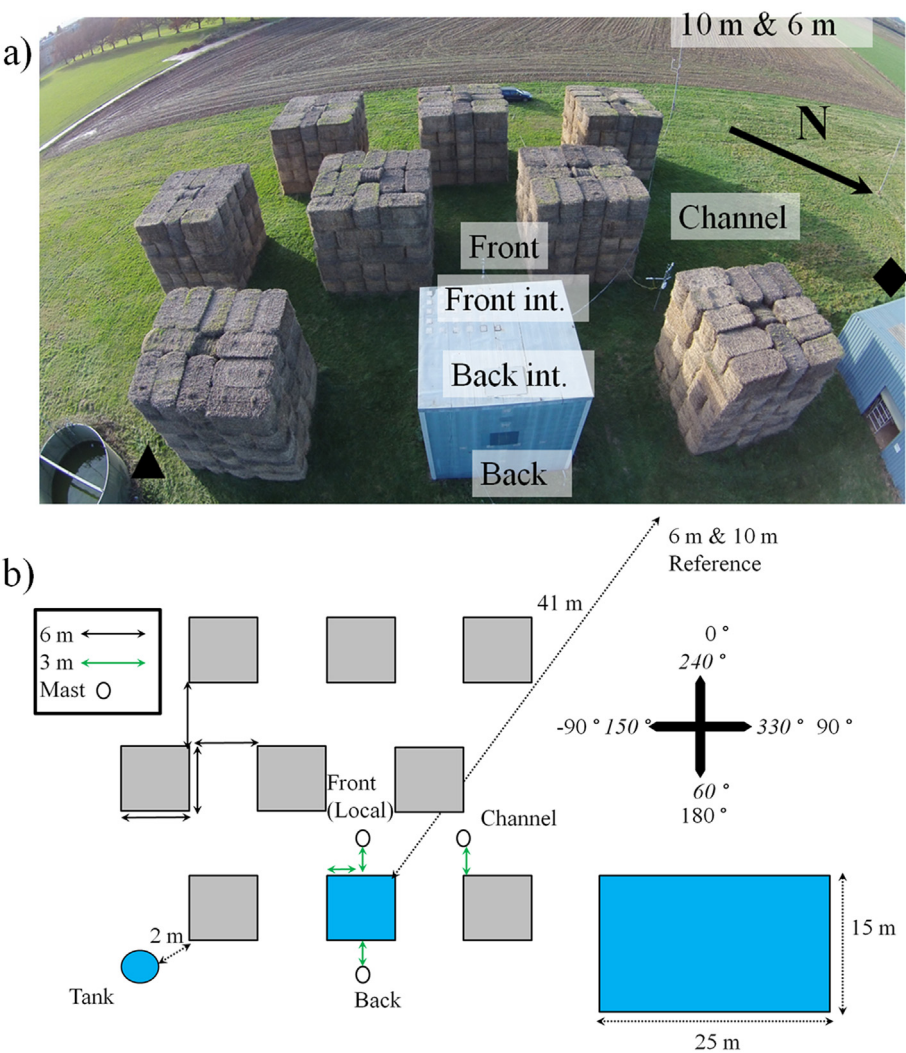 a)
10 m & 6 m
N
Channel
Front
Front int.
Back int.
Back
b)
6 m & 10 m
Reference
41 m
6 m
3 m
Mast
0 °
240 °
-90 ° 150 ° 330 ° 90 °
60 °
180 °
Front
(Local)
Channel
2 m
Tank
Back
15 m
25 m